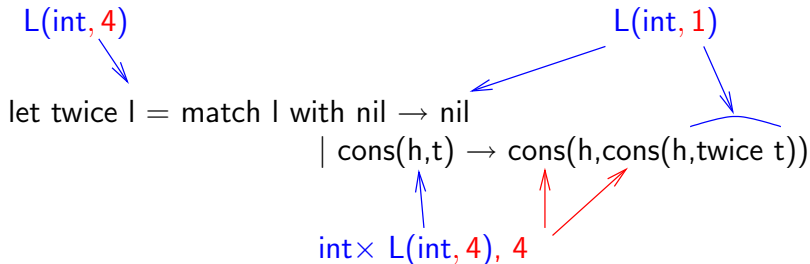 L(int, 4) L(int, 1)
let twice l = match l with nil → nil
| cons(h,t) → cons(h,cons(h,twice t))
int× L(int, 4), 4